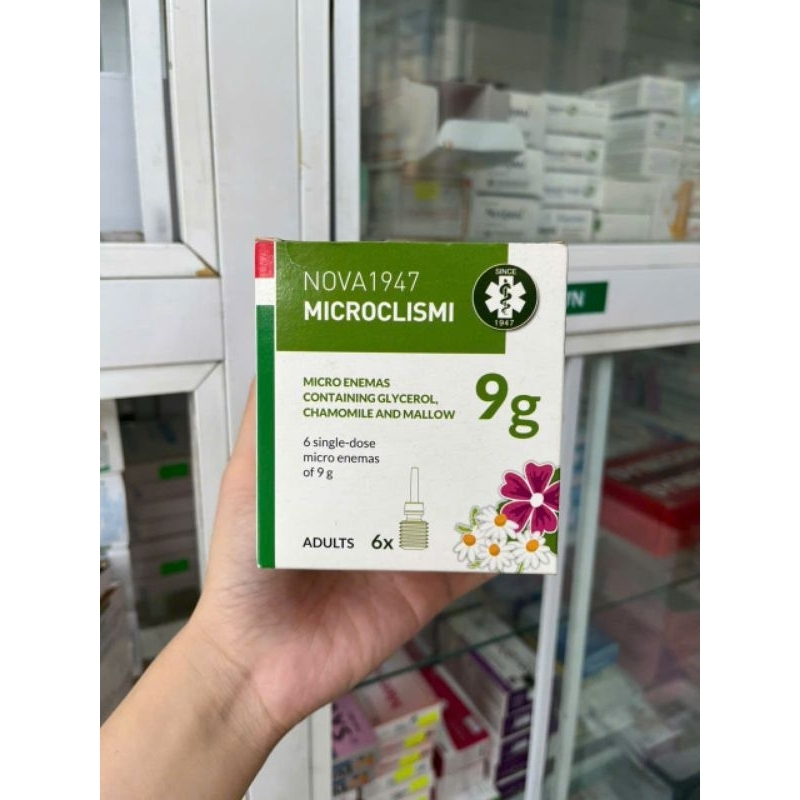 NOVA1947
MICROCLISMI
SINCE
1947
MICRO ENEMAS
CONTAINING GLYCEROL,
CHAMOMILE AND MALLOW
9g
6 single-dose
micro enemas
of 9 g
ADULTS 6x